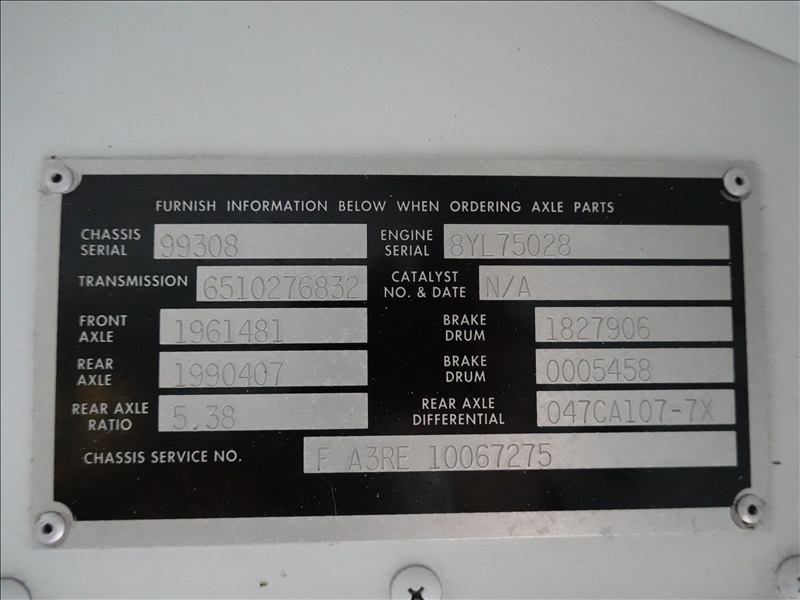 FURNISH INFORMATION BELOW WHEN ORDERING AXLE PARTS
CHASSIS SERIAL 99308 ENGINE SERIAL 8YL75028
TRANSMISSION 6510276832 CATALYST NO. & DATE N/A
FRONT AXLE 1961481 BRAKE DRUM 1827906
REAR AXLE 1990407 BRAKE DRUM 0005458
REAR AXLE RATIO 5.38 REAR AXLE DIFFERENTIAL 047CA107-7X
CHASSIS SERVICE NO. F A3RE 10067275